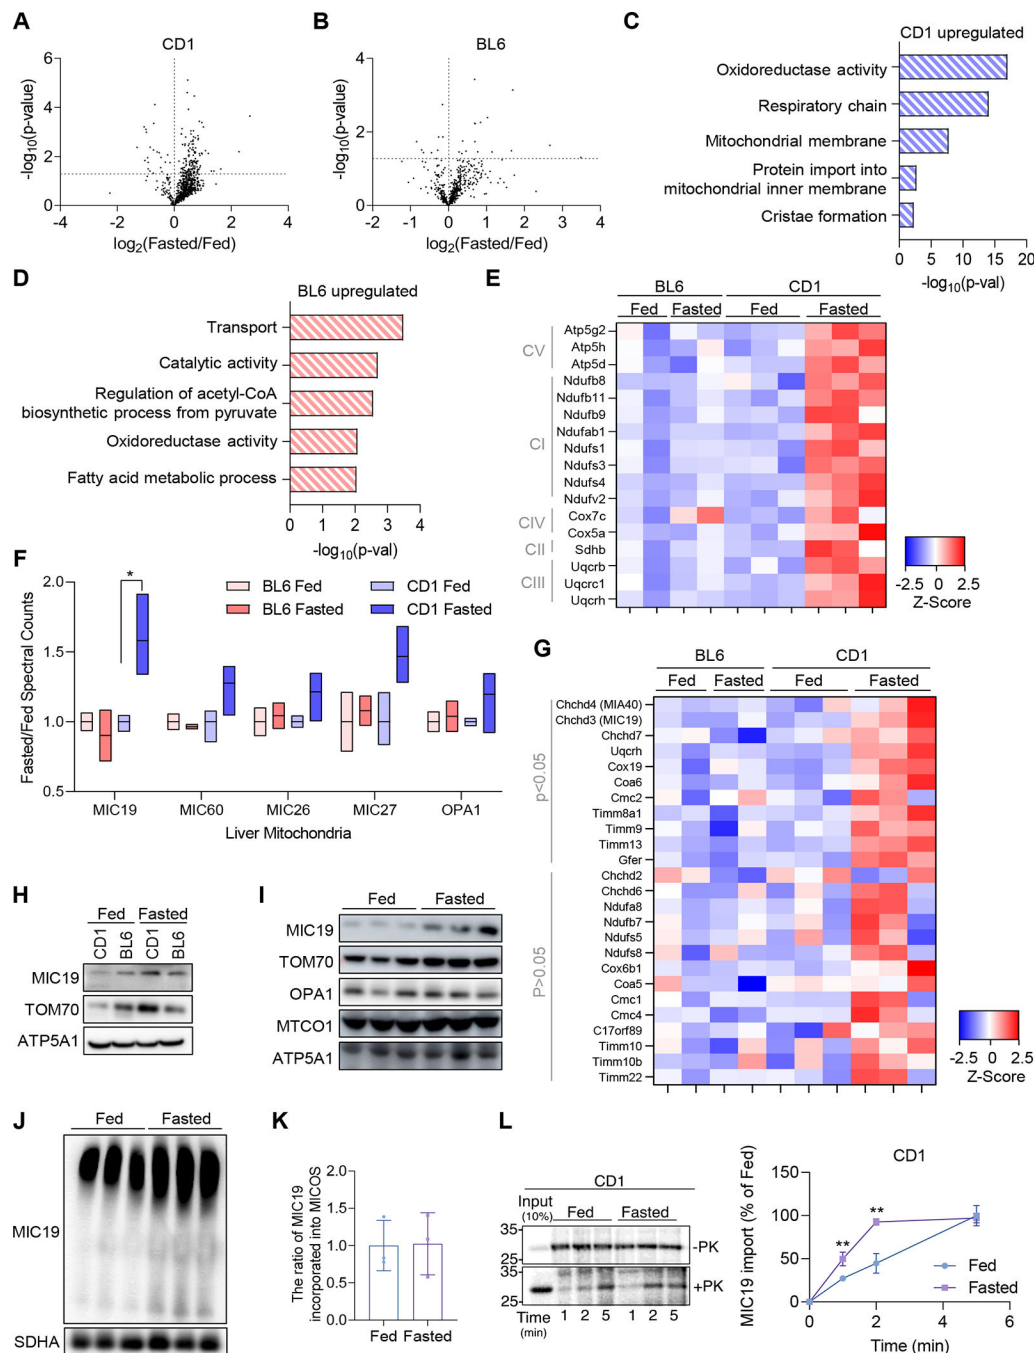 A
CD1
-log10(p-value)
6
4
2
0
-4
-2
0
2
4
log2(Fasted/Fed)
B
BL6
-log10(p-value)
4
3
2
1
0
-2
-1
0
1
2
3
4
log2(Fasted/Fed)
C
CD1 upregulated
Oxidoreductase activity
Respiratory chain
Mitochondrial membrane
Protein import into
mitochondrial inner membrane
Cristae formation
0 5 10 15 20
-log10(p-val)
D
BL6 upregulated
Transport
Catalytic activity
Regulation of acetyl-CoA
biosynthetic process from pyruvate
Oxidoreductase activity
Fatty acid metabolic process
0 1 2 3 4
-log10(p-val)
E
BL6 CD1
Fed Fasted Fed Fasted
CV
CI
CIV
CII
CIII
Atp5g2
Atp5h
Atp5d
Ndufb8
Ndufb11
Ndufb9
Ndufab1
Ndufs1
Ndufs3
Ndufs4
Ndufv2
Cox7c
Cox5a
Sdhb
Uqcrb
Uqcrc1
Uqcrh
-2.5 0 2.5
Z-Score
F
Fasted/Fed Spectral Counts
2.0
1.5
1.0
0.5
*
BL6 Fed
BL6 Fasted
CD1 Fed
CD1 Fasted
MIC19 MIC60 MIC26 MIC27 OPA1
Liver Mitochondria
G
BL6 CD1
Fed Fasted Fed Fasted
p<0.05
P>0.05
Chchd4 (MIA40)
Chchd3 (MIC19)
Chchd7
Uqcrh
Cox19
Coa6
Cmc2
Timm8a1
Timm9
Timm13
Gfer
Chchd2
Chchd6
Ndufa8
Ndufb7
Ndufs5
Ndufs8
Cox6b1
Coa5
Cmc1
Cmc4
C17orf89
Timm10
Timm10b
Timm22
-2.5 0 2.5
Z-Score
H
Fed Fasted
CD1 BL6 CD1 BL6
MIC19
TOM70
ATP5A1
I
Fed Fasted
MIC19
TOM70
OPA1
MTCO1
ATP5A1
J
Fed Fasted
MIC19
SDHA
K
The ratio of MIC19
incorporated into MICOS
2.0
1.5
1.0
0.5
0.0
Fed Fasted
L
CD1
Input
(10%)
Fed Fasted
35
25
-PK
35
25
+PK
Time
(min)
1 2 5 1 2 5
CD1
MIC19 import (% of Fed)
150
100
50
0
**
**
Fed
Fasted
0 2 4 6
Time (min)